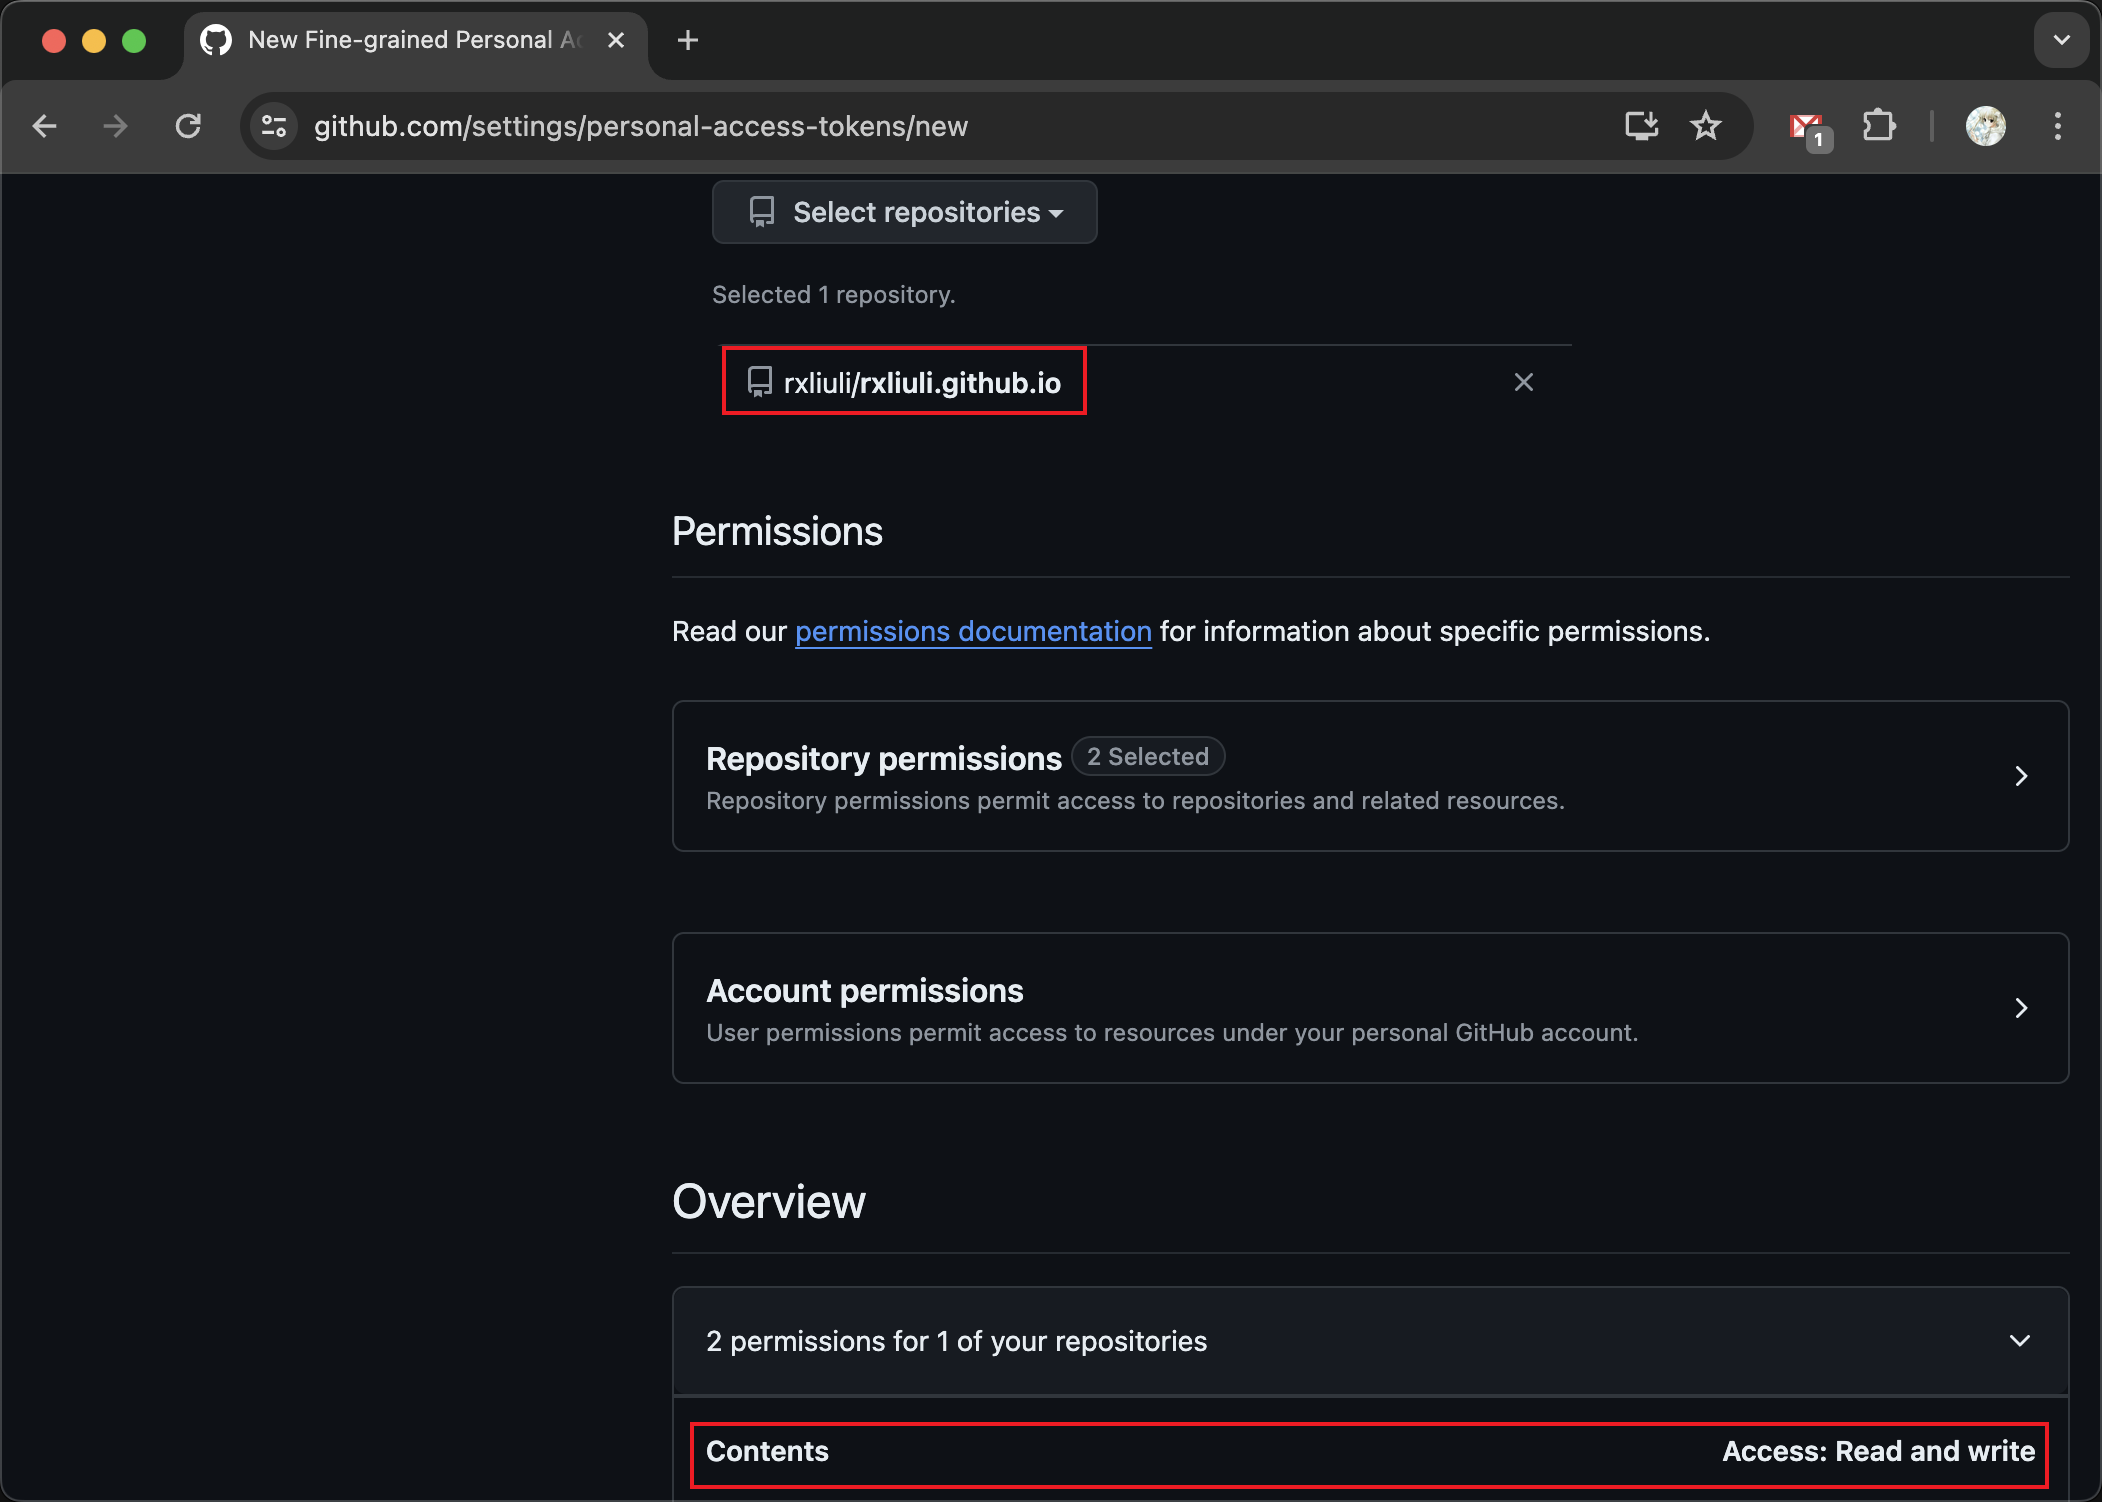 New Fine-grained Personal Ac
github.com/settings/personal-access-tokens/new
1
Select repositories
Selected 1 repository.
rxliuli/rxliuli.github.io
Permissions
Read our permissions documentation for information about specific permissions.
Repository permissions 2 Selected
Repository permissions permit access to repositories and related resources.
Account permissions
User permissions permit access to resources under your personal GitHub account.
Overview
2 permissions for 1 of your repositories
Contents Access: Read and write